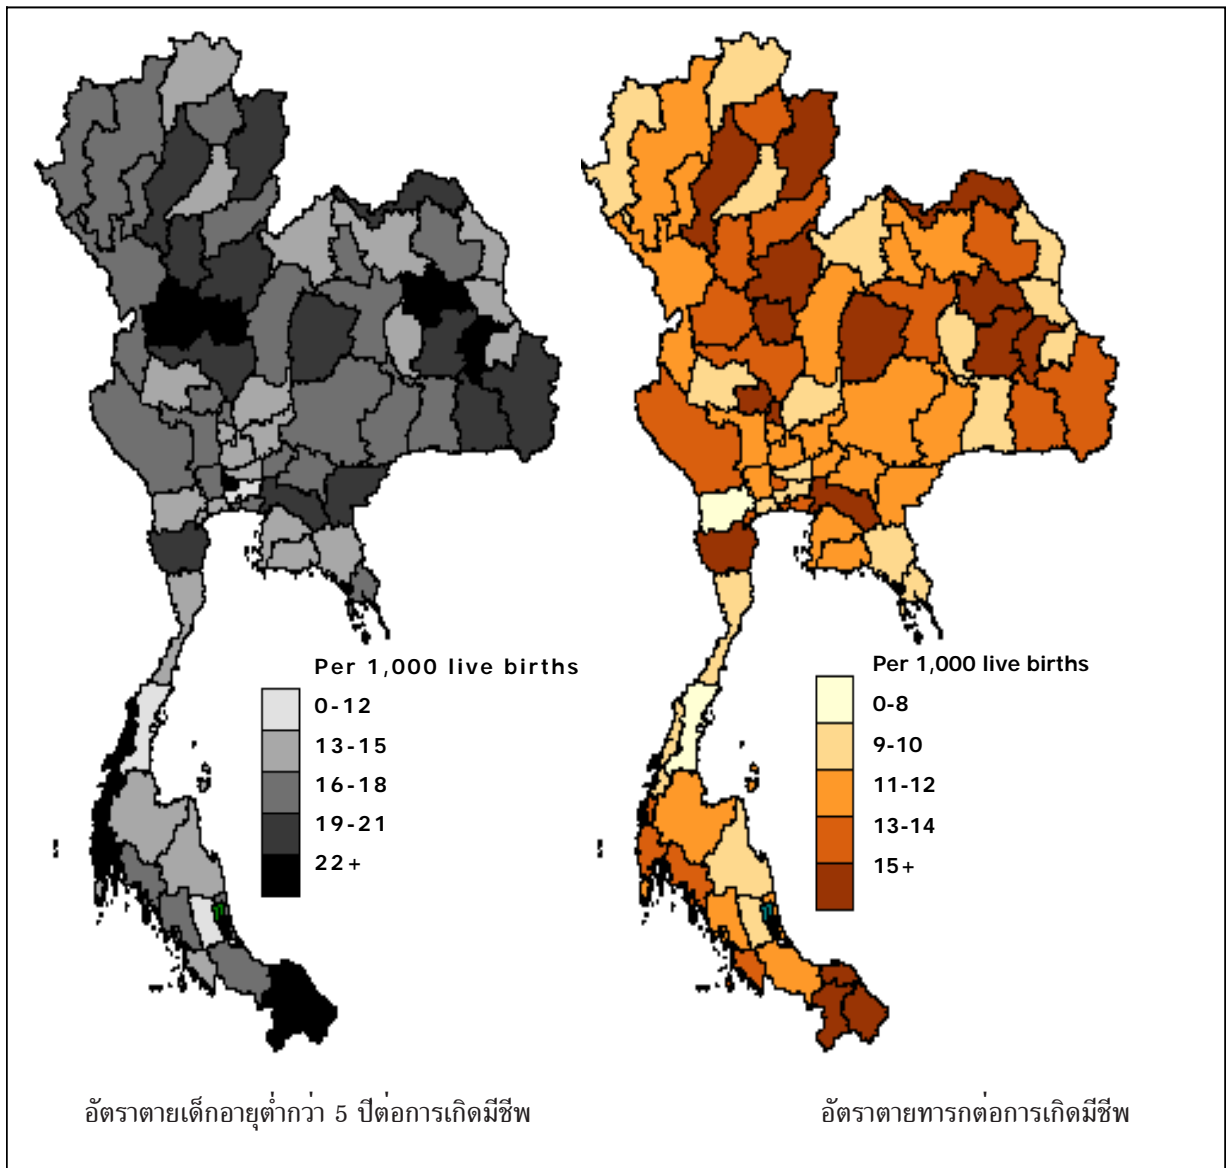 Per 1,000 live births
0-12
13-15
16-18
19-21
22+
Per 1,000 live births
0-8
9-10
11-12
13-14
15+
อัตราตายเด็กอายุต่ำกว่า 5 ปีต่อการเกิดมีชีพ
อัตราตายทารกต่อการเกิดมีชีพ